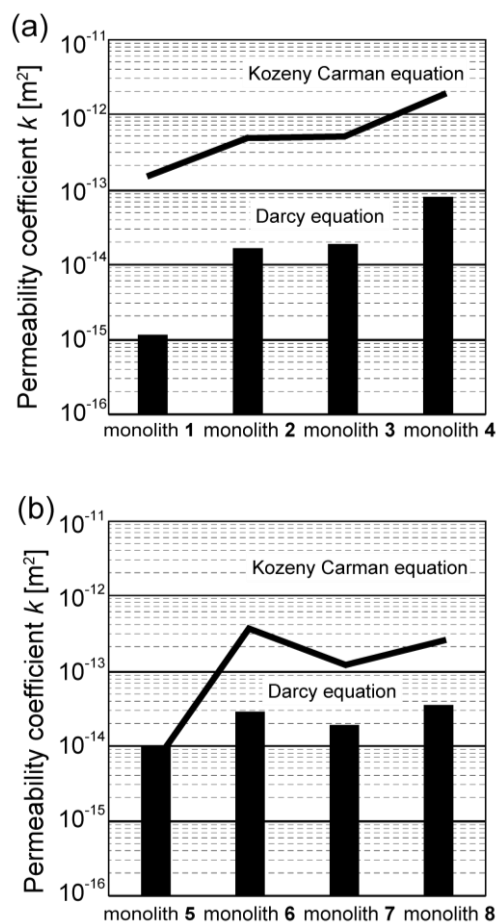 (a)
Permeability coefficient k [m²]
10⁻¹¹
10⁻¹²
10⁻¹³
10⁻¹⁴
10⁻¹⁵
10⁻¹⁶
Kozeny Carman equation
Darcy equation
monolith 1 monolith 2 monolith 3 monolith 4
(b)
Permeability coefficient k [m²]
10⁻¹¹
10⁻¹²
10⁻¹³
10⁻¹⁴
10⁻¹⁵
10⁻¹⁶
Kozeny Carman equation
Darcy equation
monolith 5 monolith 6 monolith 7 monolith 8